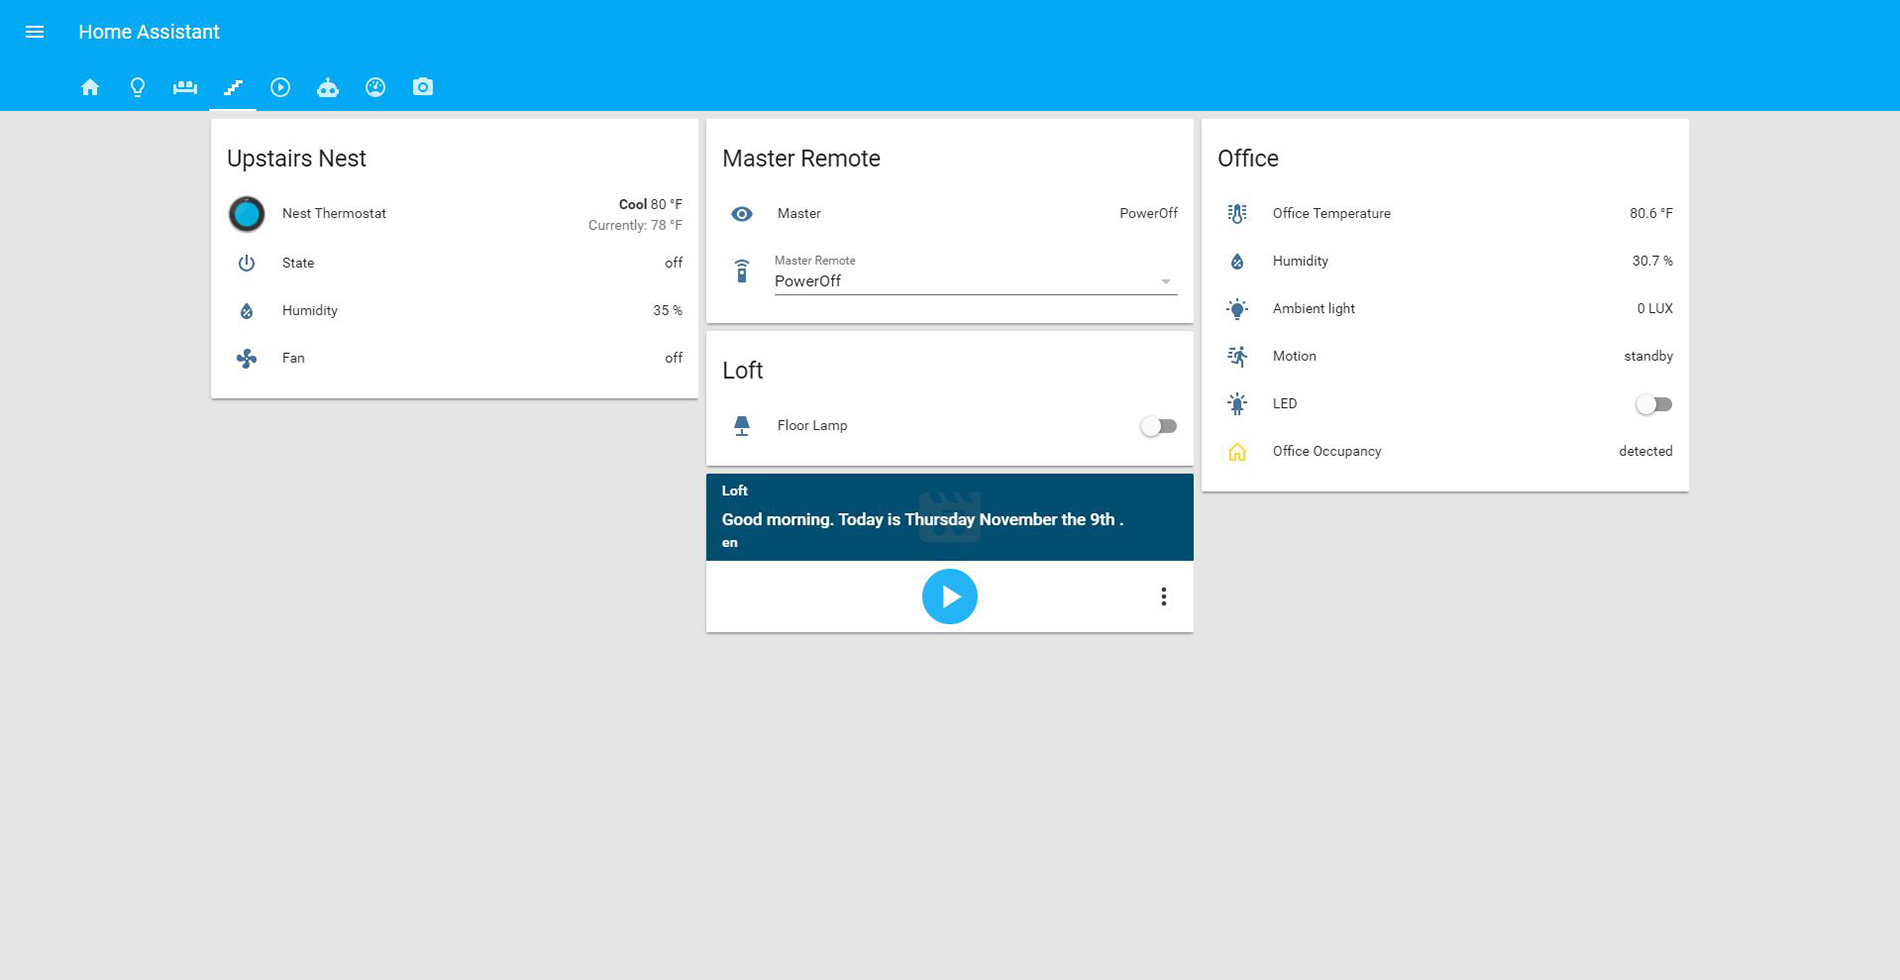 Home Assistant
Upstairs Nest
Nest Thermostat
Cool 80 °F
Currently: 78 °F
State
off
Humidity
35 %
Fan
off
Master Remote
Master
PowerOff
Master Remote
PowerOff
Loft
Floor Lamp
Loft
Good morning. Today is Thursday November the 9th .
en
Office
Office Temperature
80.6 °F
Humidity
30.7 %
Ambient light
0 LUX
Motion
standby
LED
Office Occupancy
detected